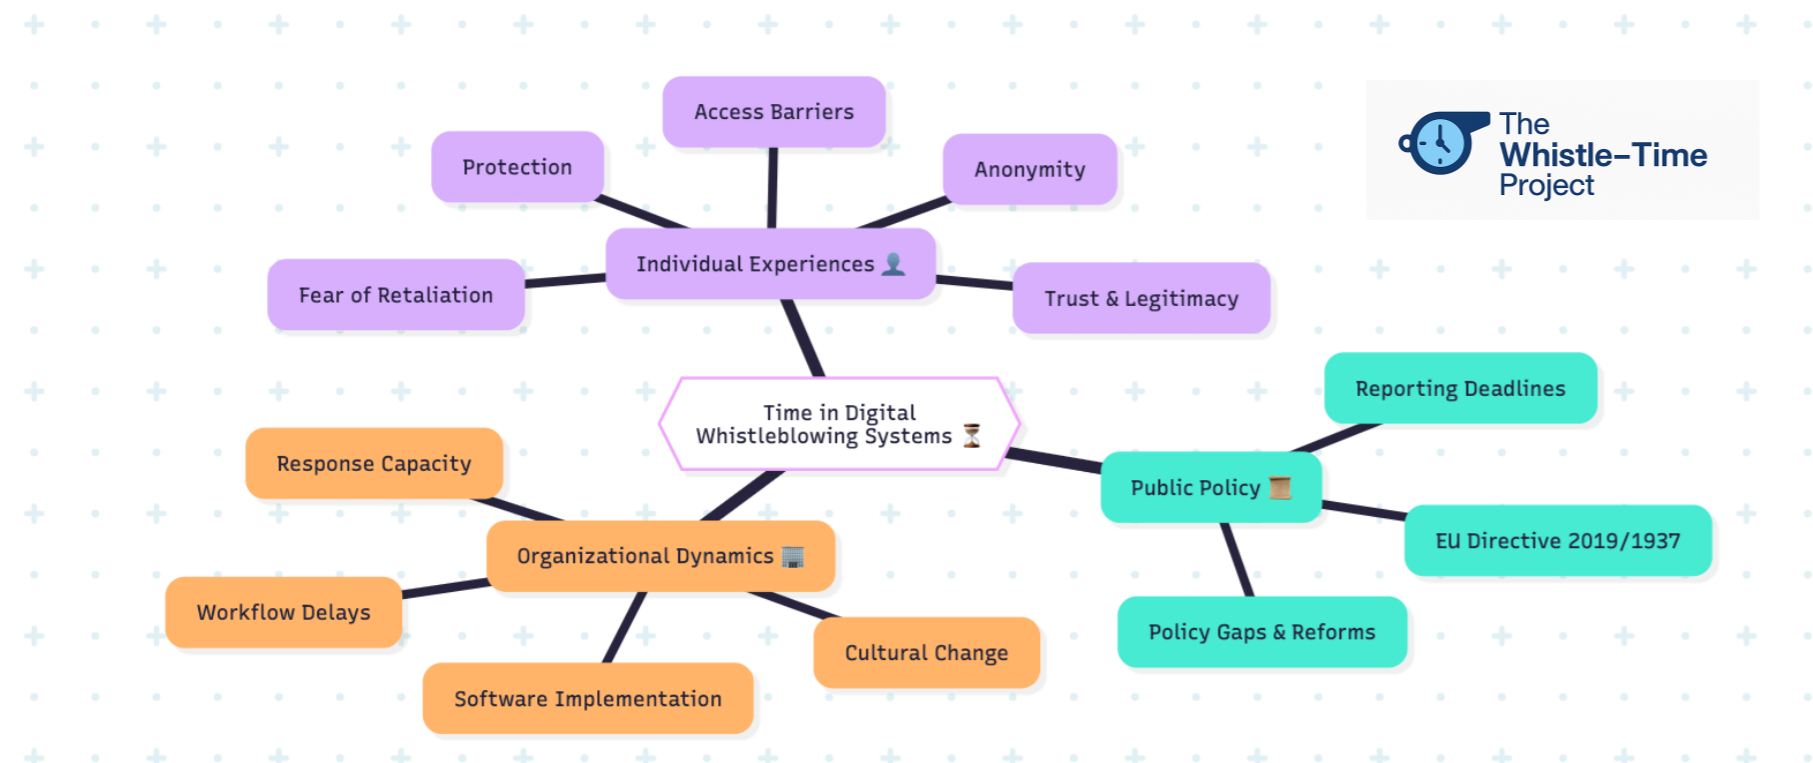 Access Barriers
Protection
Anonymity
Individual Experiences
Fear of Retaliation
Trust & Legitimacy
The
Whistle-Time
Project
Time in Digital
Whistleblowing Systems
Reporting Deadlines
Public Policy
EU Directive 2019/1937
Policy Gaps & Reforms
Response Capacity
Organizational Dynamics
Workflow Delays
Cultural Change
Software Implementation